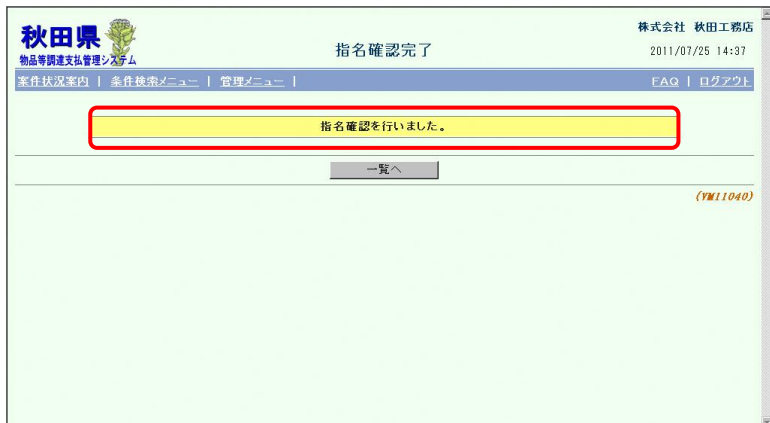 秋田県
物品等調達支払管理システム
指名確認完了
株式会社 秋田工務店
2011/07/25 14:37
案件状況案内 | 条件検索メニュー | 管理メニュー |
FAQ | ログアウト
指名確認を行いました。
一覧へ
(YM11040)